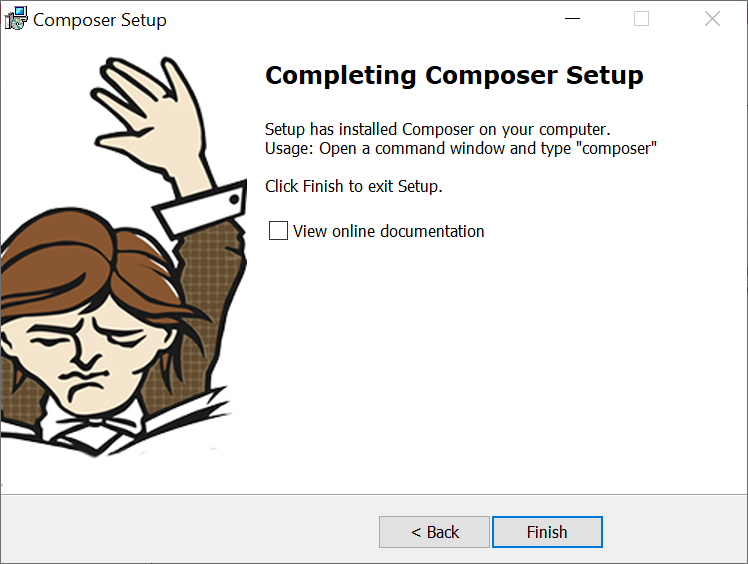 Composer Setup
Completing Composer Setup
Setup has installed Composer on your computer.
Usage: Open a command window and type "composer"
Click Finish to exit Setup.
View online documentation
< Back
Finish